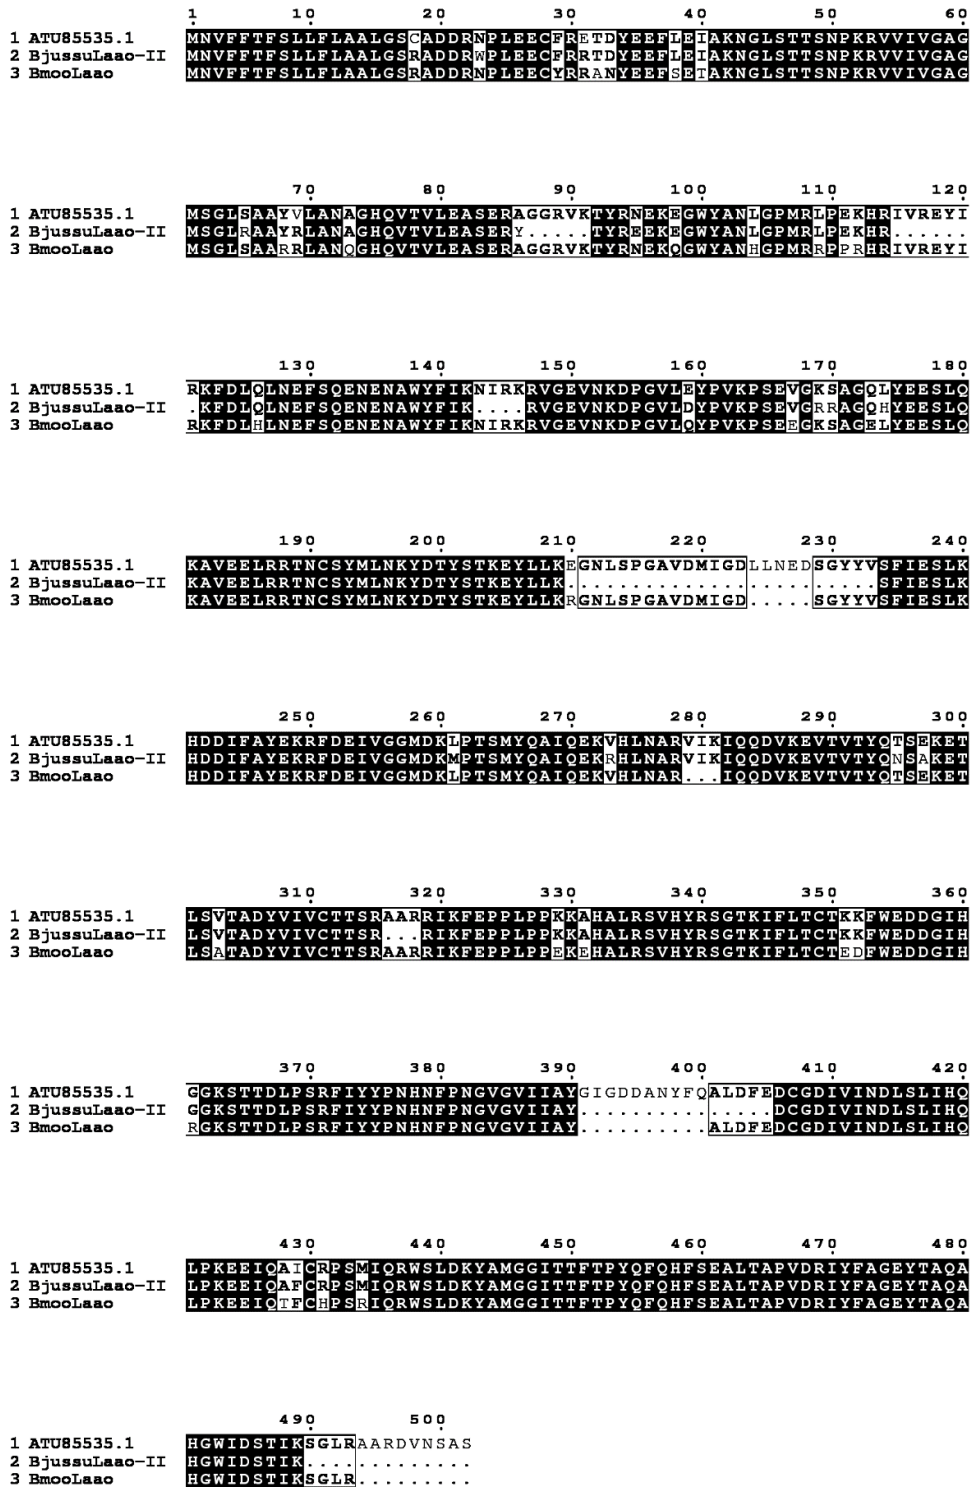 1 10 20 30 40 50 60
1 ATU85535.1 MNVFFTFSLLFLAALGSCADDRNPLEECFRETDYEEFLEIAKNGLSTTSNPKRVVIVGAG
2 BjussuLaao-II MNVFFTFSLLFLAALGSRADDRWPLEECFRRTDYEEFLEIAKNGLSTTSNPKRVVIVGAG
3 BmooLaao MNVFFTFSLLFLAALGSRADDRNPLEECYRRANYEEFSETAKNGLSTTSNPKRVVIVGAG
70 80 90 100 110 120
1 ATU85535.1 MSGLSAAYVLANAGHQVTVLEASERAGGRVKTYRNEKEGWYANLGPMRLPEKHRIVREYI
2 BjussuLaao-II MSGLRAAYRLANAGHQVTVLEASERY.....TYREEKEGWYANLGPMRLPEKHR......
3 BmooLaao MSGLSAARRLANQGHQVTVLEASERAGGRVKTYRNEKQGWYANHGPMRRPPRHRIVREYI
130 140 150 160 170 180
1 ATU85535.1 RKFDLQLNEFSQENENAWYFIKNIRKRVGEVNKDPGVLEYPVKPSEVGKSAGQLYEESLQ
2 BjussuLaao-II .KFDLQLNEFSQENENAWYFIK....RVGEVNKDPGVLDYPVKPSEVGRRAGQHYEESLQ
3 BmooLaao RKFDLHLNEFSQENENAWYFIKNIRKRVGEVNKDPGVLQYPVKPSEEGKSAGELYEESLQ
190 200 210 220 230 240
1 ATU85535.1 KAVEELRRTNCSYMLNKYDTYSTKEYLLKEGNLSPGAVDMIGDLLNEDSGYYVSFIESLK
2 BjussuLaao-II KAVEELRRTNCSYMLNKYDTYSTKEYLLK........................SFIESLK
3 BmooLaao KAVEELRRTNCSYMLNKYDTYSTKEYLLKRGNLSPGAVDMIGD.....SGYYVSFIESLK
250 260 270 280 290 300
1 ATU85535.1 HDDIFAYEKRFDEIVGGMDKLPTSMYQAIQEKVHLNARVIKIQQDVKEVTVTYQTSEKET
2 BjussuLaao-II HDDIFAYEKRFDEIVGGMDKMPTSMYQAIQEKRHLNARVIKIQQDVKEVTVTYQNSAKET
3 BmooLaao HDDIFAYEKRFDEIVGGMDKLPTSMYQAIQEKVHLNAR...IQQDVKEVTVTYQTSEKET
310 320 330 340 350 360
1 ATU85535.1 LSVTADYVIVCTTSRAARRIKFEPPLPPKKAHALRSVHYRSGTKIFLTCTKKFWEDDGIH
2 BjussuLaao-II LSVTADYVIVCTTSR...RIKFEPPLPPKKAHALRSVHYRSGTKIFLTCTKKFWEDDGIH
3 BmooLaao LSATADYVIVCTTSRAARRIKFEPPLPPEKEHALRSVHYRSGTKIFLTCTEDFWEDDGIH
370 380 390 400 410 420
1 ATU85535.1 GGKSTTDLPSRFIYYPNHNFPNGVGVIIAYGIGDDANYFQALDFEDCGDIVINDLSLIHQ
2 BjussuLaao-II GGKSTTDLPSRFIYYPNHNFPNGVGVIIAY...............DCGDIVINDLSLIHQ
3 BmooLaao RGKSTTDLPSRFIYYPNHNFPNGVGVIIAY..........ALDFEDCGDIVINDLSLIHQ
430 440 450 460 470 480
1 ATU85535.1 LPKEEIQAICRPSMIQRWSLDKYAMGGITTFTPYQFQHFSEALTAPVDRIYFAGEYTAQA
2 BjussuLaao-II LPKEEIQAFCRPSMIQRWSLDKYAMGGITTFTPYQFQHFSEALTAPVDRIYFAGEYTAQA
3 BmooLaao LPKEEIQTFCHPSRIQRWSLDKYAMGGITTFTPYQFQHFSEALTAPVDRIYFAGEYTAQA
490 500
1 ATU85535.1 HGWIDSTIKSGLRAARDVNSAS
2 BjussuLaao-II HGWIDSTIK.............
3 BmooLaao HGWIDSTIKSGLR.........